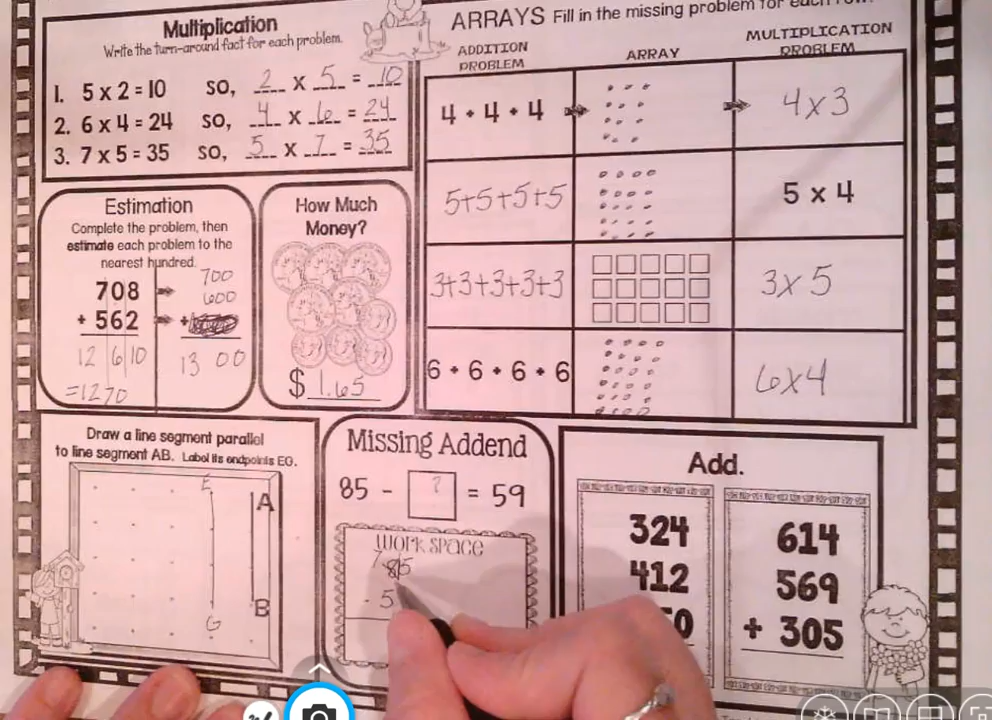 Multiplication
Write the turn-around fact for each problem.
1. 5 x 2 = 10 so, 2 x 5 = 10
2. 6 x 4 = 24 so, 4 x 6 = 24
3. 7 x 5 = 35 so, 5 x 7 = 35
ARRAYS Fill in the missing problem for each row.
ADDITION PROBLEM
ARRAY
MULTIPLICATION PROBLEM
4 + 4 + 4
4x3
5+5+5+5
5 x 4
3+3+3+3+3
3x5
6 + 6 + 6 + 6
6x4
Estimation
Complete the problem, then
estimate each problem to the
nearest hundred.
708
+ 562
12 6 10
=1270
700
600
+
13 00
How Much
Money?
$ 1.65
Draw a line segment parallel
to line segment AB. Label its endpoints EG.
E
A
B
G
Missing Addend
85 - ? = 59
Work space
7 815
- 5
Add.
324
412
0
614
569
+ 305